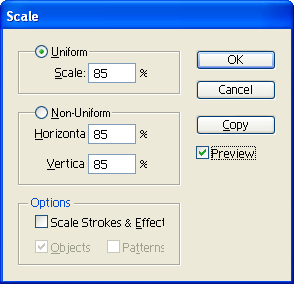 Scale
Uniform
Scale: 85 %
OK
Cancel
Non-Uniform
Horizonta 85 %
Vertica 85 %
Copy
Preview
Options
Scale Strokes & Effect
Objects
Patterns